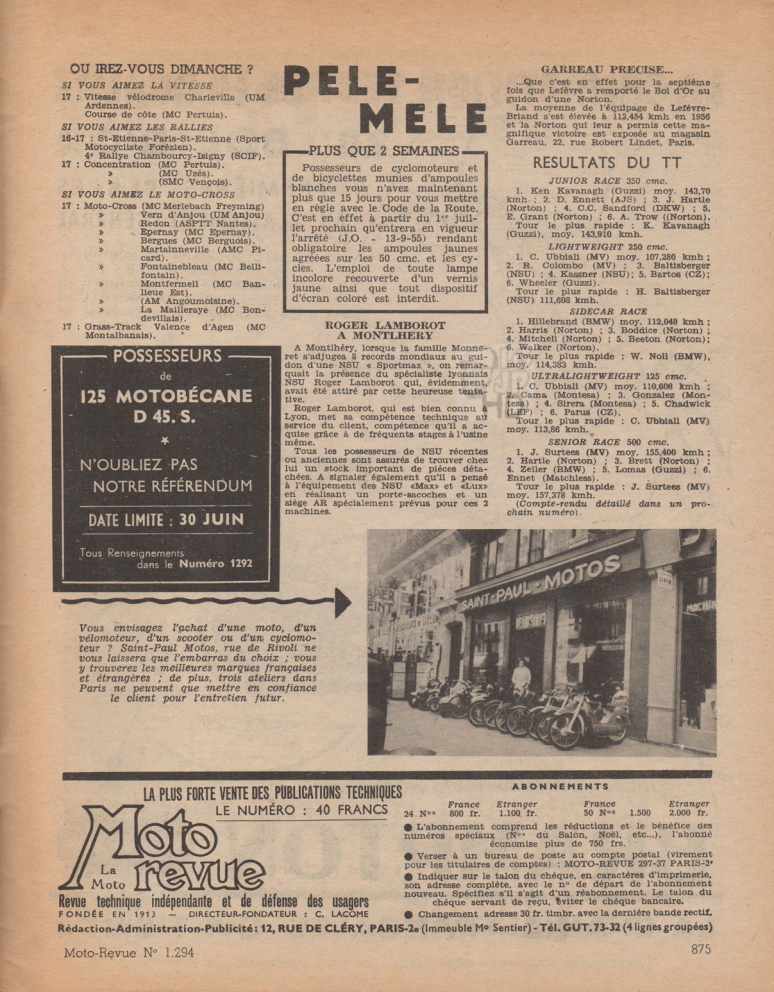 OU IREZ-VOUS DIMANCHE ?
SI VOUS AIMEZ LA VITESSE
17 : Vitesse vélodrome Charleville (UM
Ardennes).
Course de côte (MC Pertuis).
SI VOUS AIMEZ LES RALLIES
16-17 : St-Etienne-Paris-St-Etienne (Sport
Motocycliste Forézien).
4e Rallye Chambourcy-Isigny (SCIF).
17 : Concentration (MC Pertuis).
» (MC Uzès).
» (SMC Vençois).
SI VOUS AIMEZ LE MOTO-CROSS
17 : Moto-Cross (MC Merlebach Freyming)
» Vern d'Anjou (UM Anjou)
» Redon (ASPTT Nantes).
» Epernay (MC Epernay).
» Bergues (MC Berguois).
» Martainneville (AMC Pi-
card).
» Fontainebleau (MC Belli-
fontain).
» Montfermeil (MC Ban-
lieue Est).
» (AM Angoumoisine).
» La Mailleraye (MC Bon-
devillais).
17 : Grass-Track Valence d'Agen (MC
Montalbanais).
POSSESSEURS
de
125 MOTOBÉCANE
D 45. S.
★
N'OUBLIEZ PAS
NOTRE RÉFÉRENDUM
DATE LIMITE : 30 JUIN
Tous Renseignements
dans le Numéro 1292
PELE-
MELE
PLUS QUE 2 SEMAINES
Possesseurs de cyclomoteurs et
de bicyclettes munies d'ampoules
blanches vous n'avez maintenant
plus que 15 jours pour vous mettre
en règle avec le Code de la Route.
C'est en effet à partir du 1er juil-
let prochain qu'entrera en vigueur
l'arrêté (J.O. - 13-9-55) rendant
obligatoire les ampoules jaunes
agréées sur les 50 cmc. et les cy-
cles. L'emploi de toute lampe
incolore recouverte d'un vernis
jaune ainsi que tout dispositif
d'écran coloré est interdit.
ROGER LAMBOROT
A MONTLHERY
A Montlhéry, lorsque la famille Monne-
ret s'adjugea 8 records mondiaux au gui-
don d'une NSU « Sportmax », on remar-
quait la présence du spécialiste lyonnais
NSU Roger Lamborot qui, évidemment,
avait été attiré par cette heureuse tenta-
tive.
Roger Lamborot, qui est bien connu à
Lyon, met sa compétence technique au
service du client, compétence qu'il a ac-
quise grâce à de fréquents stages à l'usine
même.
Tous les possesseurs de NSU récentes
ou anciennes sont assurés de trouver chez
lui un stock important de pièces déta-
chées. A signaler également qu'il a pensé
à l'équipement des NSU «Max» et «Lux»
en réalisant un porte-sacoches et un
siège AR spécialement prévus pour ces 2
machines.
GARREAU PRECISE...
...Que c'est en effet pour la septième
fois que Lefèvre a remporté le Bol d'Or au
guidon d'une Norton.
La moyenne de l'équipage de Lefèvre-
Briand s'est élevée à 112,454 kmh en 1956
et la Norton qui leur a permis cette ma-
gnifique victoire est exposée au magasin
Garreau, 22, rue Robert Lindet, Paris.
RESULTATS DU TT
JUNIOR RACE 350 cmc.
1. Ken Kavanagh (Guzzi) moy. 143,70
kmh. ; 2. D. Ennett (AJS) ; 3. J. Hartle
(Norton) ; 4. C.C. Sandford (DKW) ; 5.
E. Grant (Norton) ; 6. A. Trow ((Norton).
Tour le plus rapide : K. Kavanagh
(Guzzi), moy. 143,910 kmh.
LIGHTWEIGHT 250 cmc.
1. C. Ubbiali (MV) moy. 107,280 kmh ;
2. R. Colombo (MV) ; 3. Baltisberger
(NSU) ; 4. Kassner (NSU) ; 5. Bartos (CZ);
6. Wheeler (Guzzi).
Tour le plus rapide : H. Baltisberger
(NSU) 111,608 kmh.
SIDECAR RACE
1. Hillebrand (BMW) moy. 112,048 kmh ;
2. Harris (Norton) ; 3. Boddice (Norton) ;
4. Mitchell (Norton) ; 5. Beeton (Norton);
6. Walker (Norton).
Tour le plus rapide : W. Noll (BMW),
moy. 114,383 kmh.
ULTRALIGHTWEIGHT 125 cmc.
1. C. Ubbiali (MV) moy. 110,608 kmh ;
2. Cama (Montesa) ; 3. Gonzalez (Mon-
tesa) ; 4. Sirera (Montesa) ; 5. Chadwick
(LEF) ; 6. Parus (CZ).
Tour le plus rapide : C. Ubbiali (MV)
moy. 113,86 kmh.
SENIOR RACE 500 cmc.
1. J. Surtees (MV) moy. 155,400 kmh ;
2. Hartle (Norton) ; 3. Brett (Norton) ;
4. Zeller (BMW) ; 5. Lomas (Guzzi) ; 6.
Ennet (Matchless).
Tour le plus rapide : J. Surtees (MV)
moy. 157,378 kmh.
(Compte-rendu détaillé dans un pro-
chain numéro).
Vous envisagez l'achat d'une moto, d'un
vélomoteur, d'un scooter ou d'un cyclomo-
teur ? Saint-Paul Motos, rue de Rivoli ne
vous laissera que l'embarras du choix ; vous
y trouverez les meilleures marques françaises
et étrangères ; de plus, trois ateliers dans
Paris ne peuvent que mettre en confiance
le client pour l'entretien futur.
SAINT-PAUL-MOTOS
LA PLUS FORTE VENTE DES PUBLICATIONS TECHNIQUES
LE NUMÉRO : 40 FRANCS
Moto
revue
La
Moto
Revue technique indépendante et de défense des usagers
FONDÉE EN 1913 — DIRECTEUR-FONDATEUR : C. LACOME
ABONNEMENTS
France Etranger France Etranger
24 Nos 800 fr. 1.100 fr. 50 Nos 1.500 2.000 fr.
● L'abonnement comprend les réductions et le bénéfice des
numéros spéciaux (Nos du Salon, Noël, etc...), l'abonné
économise plus de 750 frs.
● Verser à un bureau de poste au compte postal (virement
pour les titulaires de comptes) : MOTO-REVUE 297-37 PARIS-2e
● Indiquer sur le talon du chèque, en caractères d'imprimerie,
son adresse complète, avec le no de départ de l'abonnement
nouveau. Spécifiez s'il s'agit d'un réabonnement. Le talon du
chèque servant de reçu, éviter le chèque bancaire.
● Changement adresse 30 fr. timbr. avec la dernière bande rectif.
Rédaction-Administration-Publicité : 12, RUE DE CLÉRY, PARIS-2e (Immeuble Mo Sentier) - Tél. GUT. 73-32 (4 lignes groupées)
Moto-Revue No 1.294
875